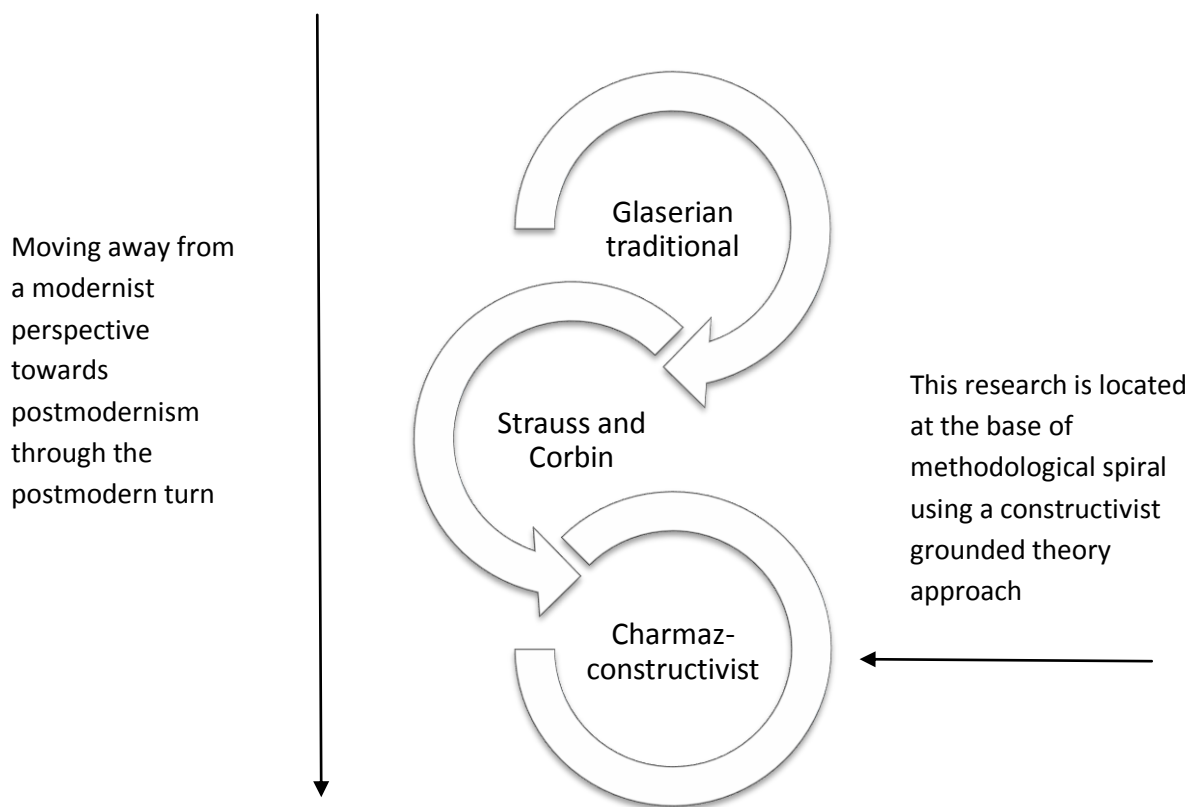 Moving away from
a modernist
perspective
towards
postmodernism
through the
postmodern turn
Glaserian
traditional
Strauss and
Corbin
Charmaz-
constructivist
This research is located
at the base of
methodological spiral
using a constructivist
grounded theory
approach